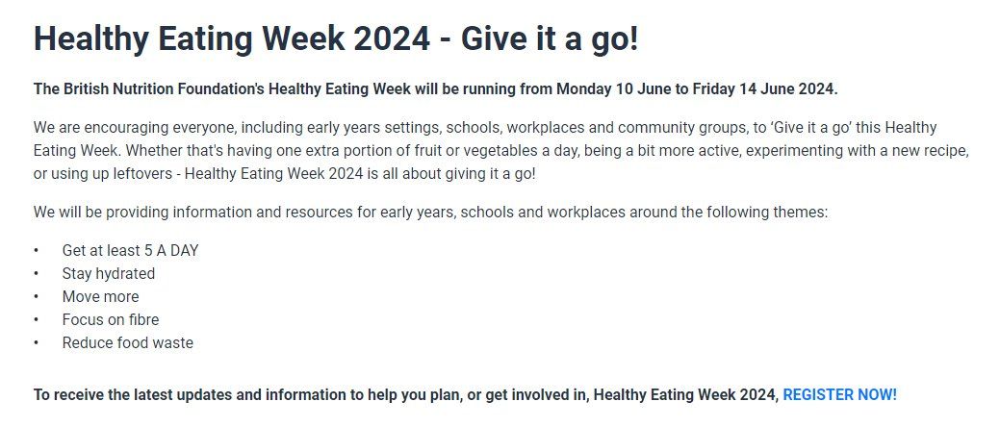 Healthy Eating Week 2024 - Give it a go!
The British Nutrition Foundation's Healthy Eating Week will be running from Monday 10 June to Friday 14 June 2024.
We are encouraging everyone, including early years settings, schools, workplaces and community groups, to ‘Give it a go’ this Healthy
Eating Week. Whether that's having one extra portion of fruit or vegetables a day, being a bit more active, experimenting with a new recipe,
or using up leftovers - Healthy Eating Week 2024 is all about giving it a go!
We will be providing information and resources for early years, schools and workplaces around the following themes:
• Get at least 5 A DAY
• Stay hydrated
• Move more
• Focus on fibre
• Reduce food waste
To receive the latest updates and information to help you plan, or get involved in, Healthy Eating Week 2024, REGISTER NOW!